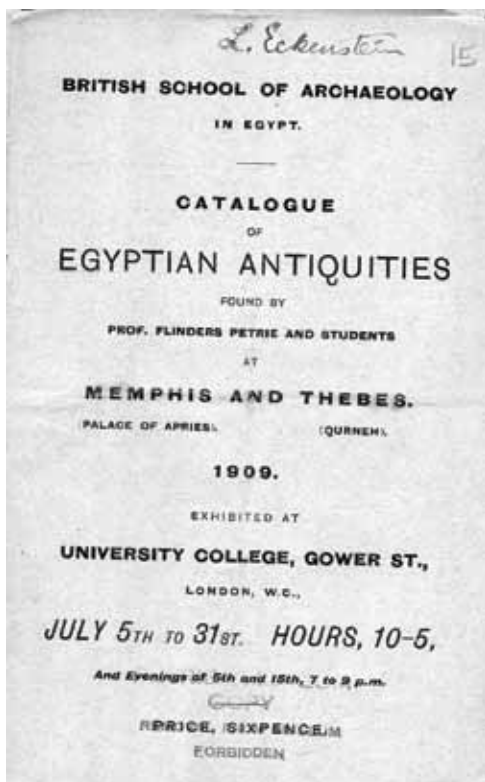 L. Eckenstein
15
BRITISH SCHOOL OF ARCHAEOLOGY
IN EGYPT.
CATALOGUE
OF
EGYPTIAN ANTIQUITIES
FOUND BY
PROF. FLINDERS PETRIE AND STUDENTS
AT
MEMPHIS AND THEBES.
(PALACE OF APRIES). (QURNEH).
1909.
EXHIBITED AT
UNIVERSITY COLLEGE, GOWER ST.,
LONDON, W.C.,
JULY 5TH TO 31ST. HOURS, 10-5,
And Evenings of 5th and 15th, 7 to 9 p.m.
COPY
PRICE, SIXPENCE
FORBIDDEN